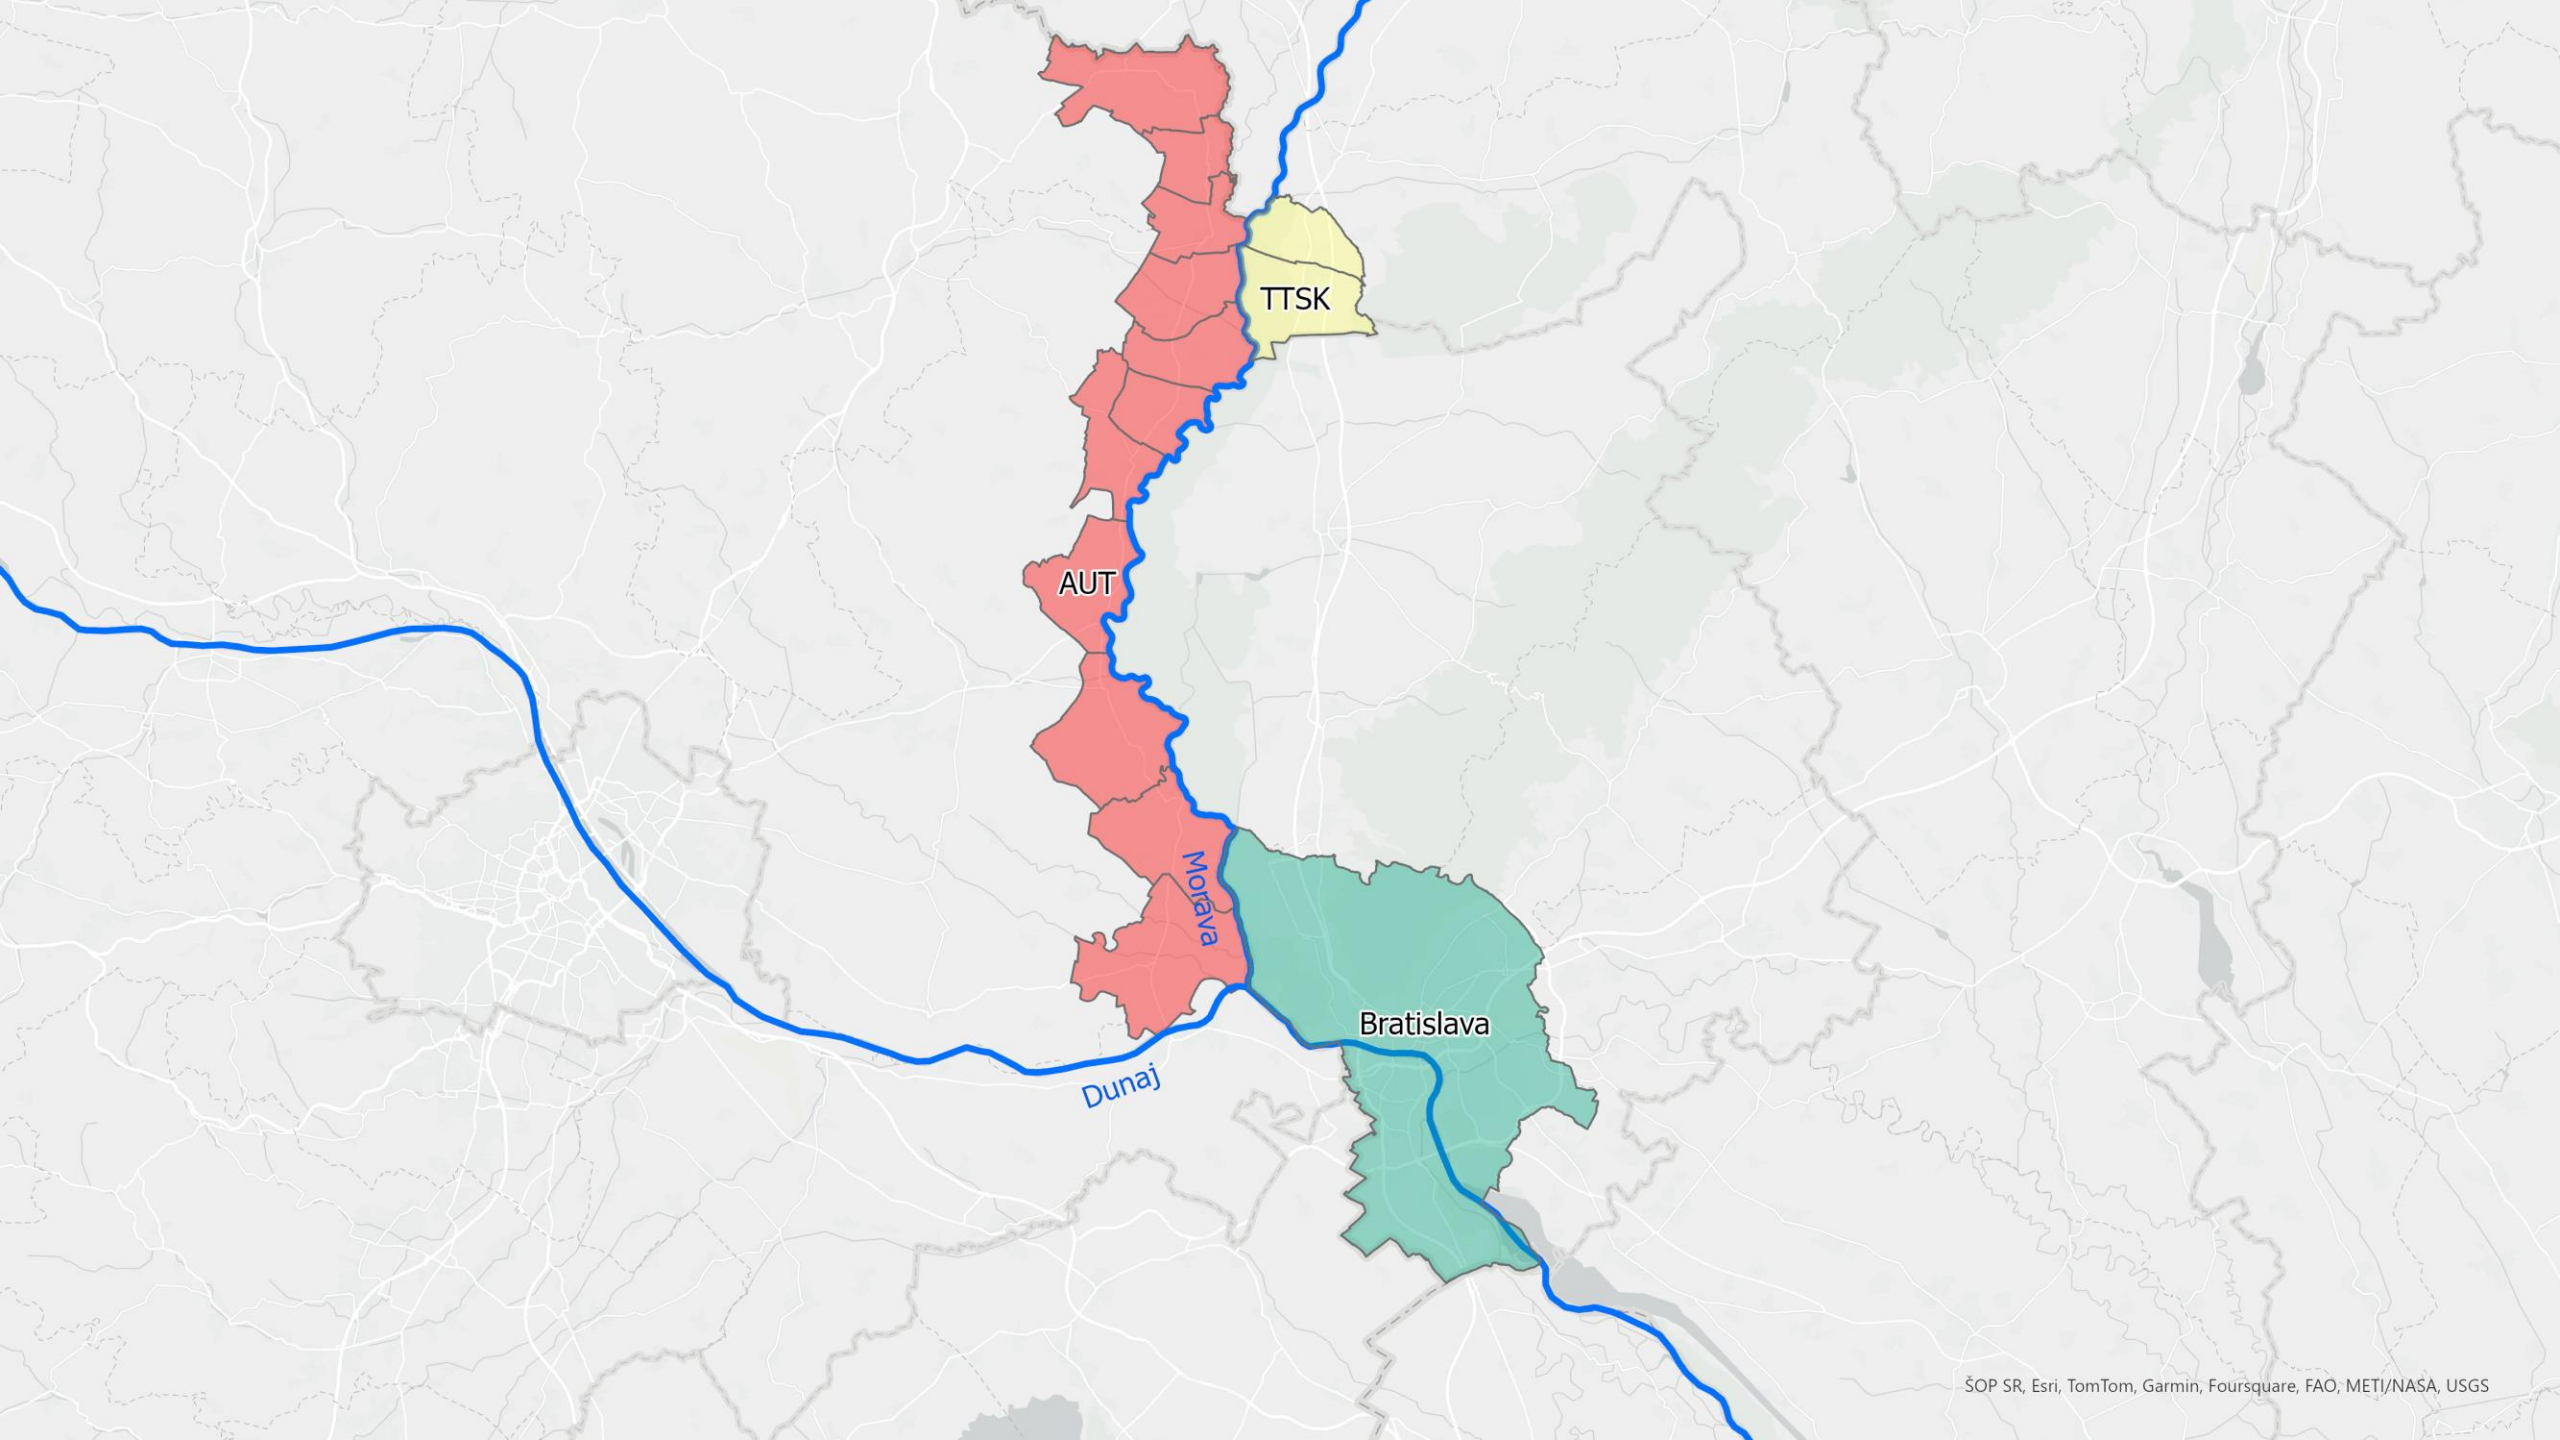 TTSK
AUT
Morava
Bratislava
Dunaj
ŠOP SR, Esri, TomTom, Garmin, Foursquare, FAO, METI/NASA, USGS